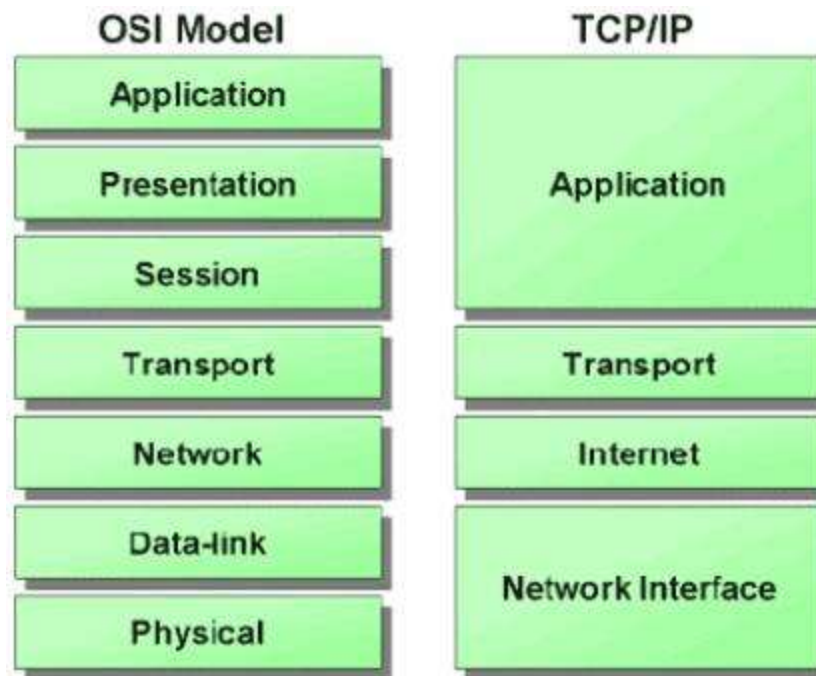 OSI Model
Application
Presentation
Session
Transport
Network
Data-link
Physical
TCP/IP
Application
Transport
Internet
Network Interface